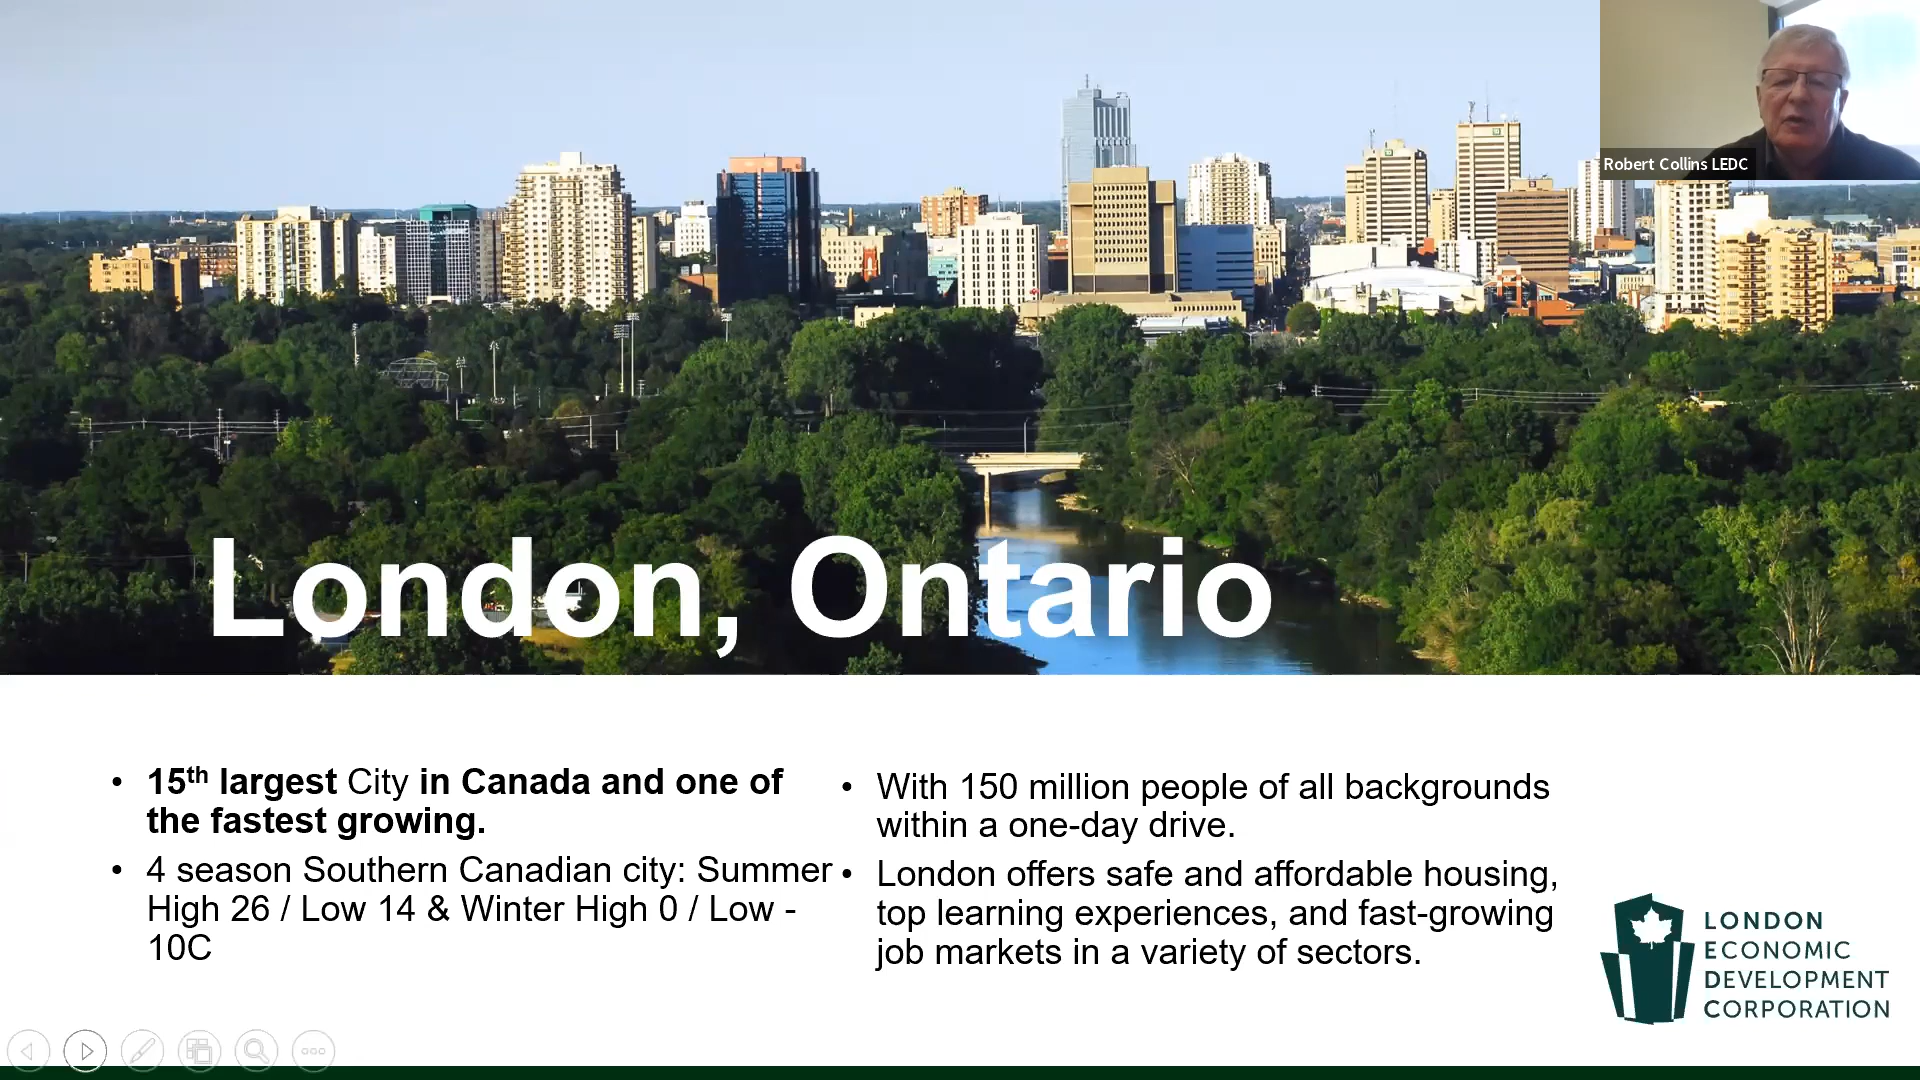 Robert Collins LEDC
London, Ontario
• 15th largest City in Canada and one of
the fastest growing.
• 4 season Southern Canadian city: Summer
High 26 / Low 14 & Winter High 0 / Low -
10C
• With 150 million people of all backgrounds
within a one-day drive.
• London offers safe and affordable housing,
top learning experiences, and fast-growing
job markets in a variety of sectors.
LONDON
ECONOMIC
DEVELOPMENT
CORPORATION